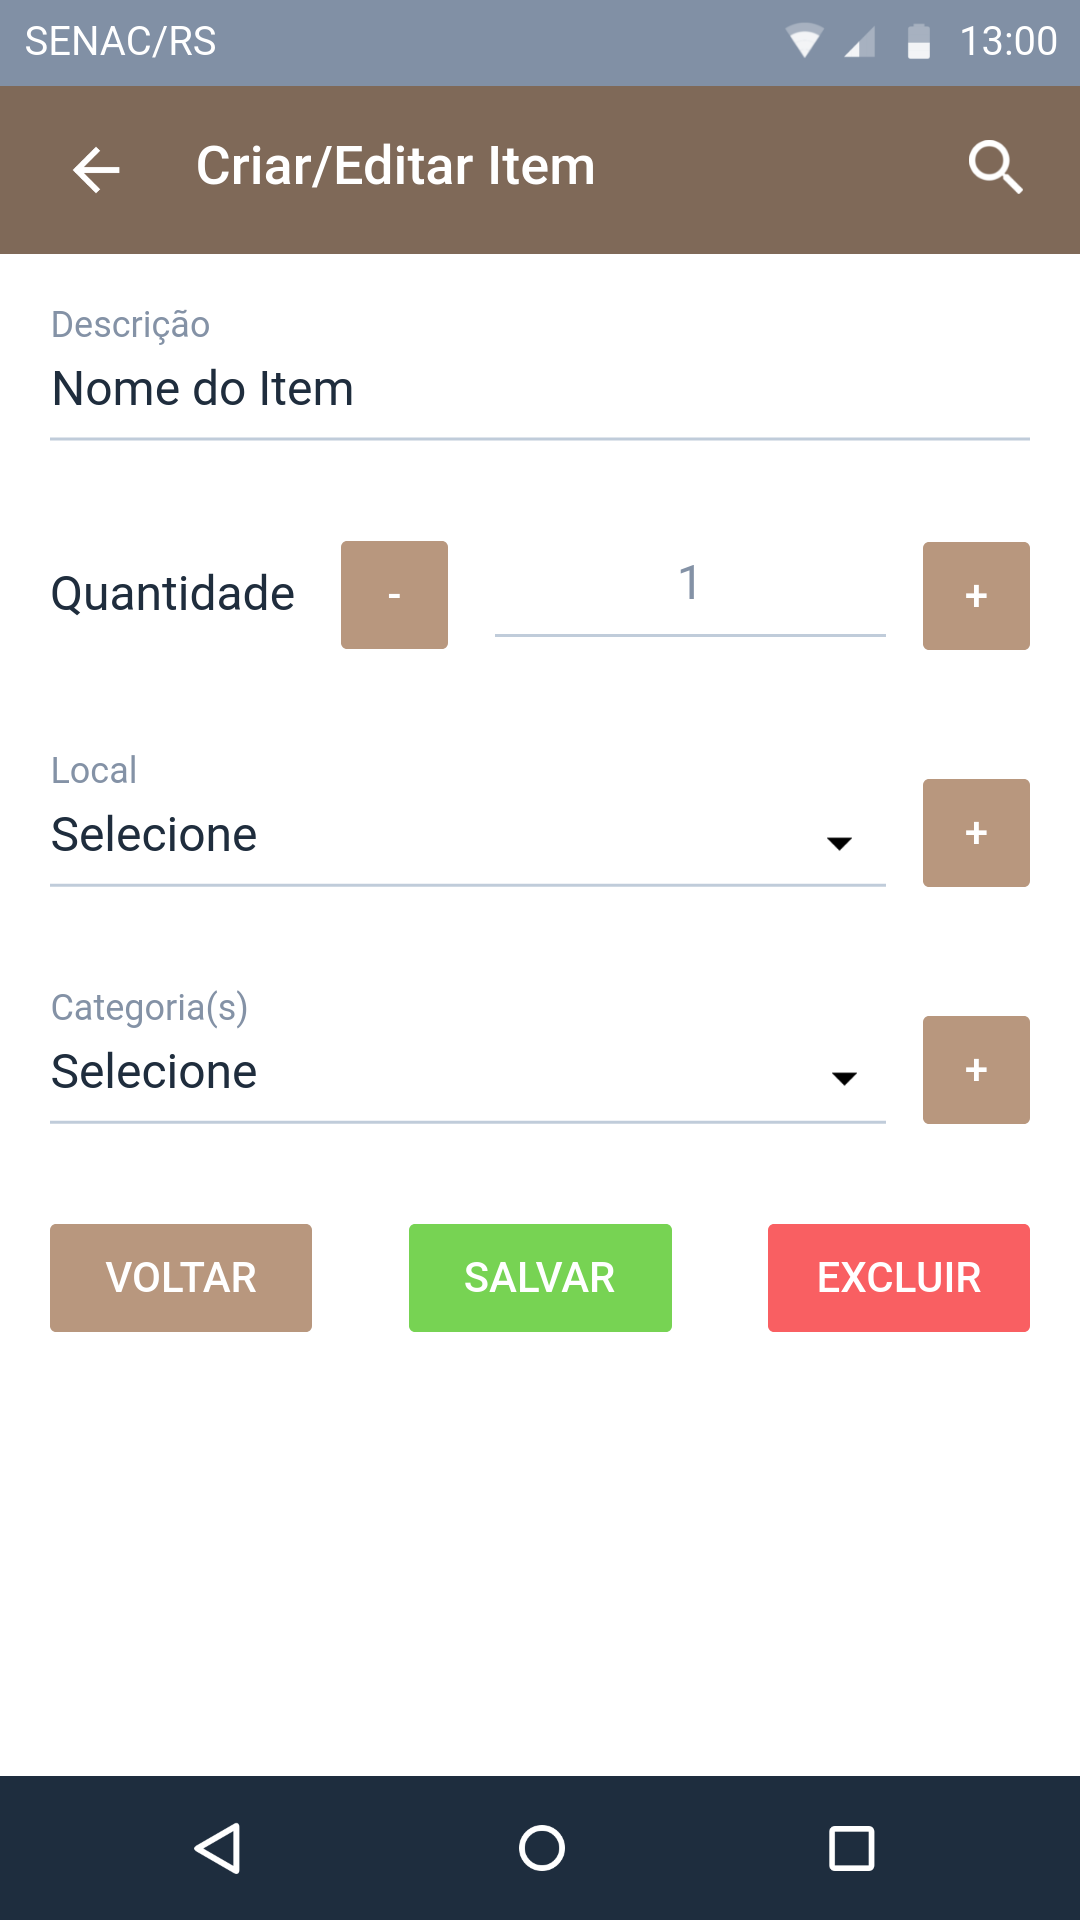 SENAC/RS 13:00
Criar/Editar Item
Descrição
Nome do Item
Quantidade - 1 +
Local
Selecione +
Categoria(s)
Selecione +
VOLTAR SALVAR EXCLUIR